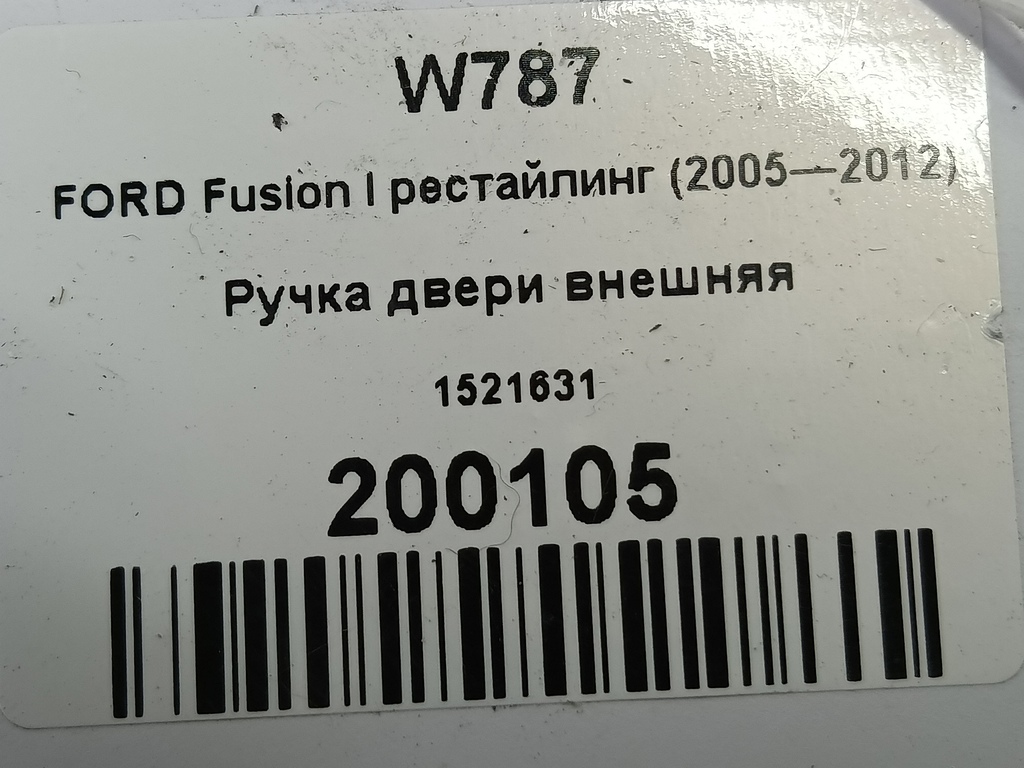 W787
FORD Fusion I рестайлинг (2005—2012)
Ручка двери внешняя
1521631
200105